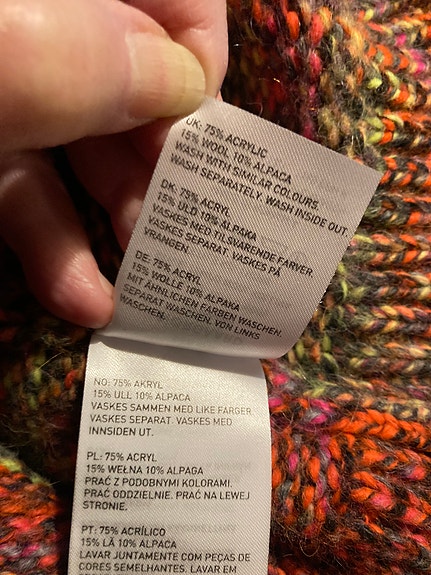 UK: 75% ACRYLIC
15% WOOL 10% ALPACA
WASH WITH SIMILAR COLOURS.
WASH SEPARATELY. WASH INSIDE OUT.
DK: 75% ACRYL
15% ULD 10% ALPAKA
VASKES MED TILSVARENDE FARVER
VASKES SEPARAT. VASKES PÅ
VRANGEN.
DE: 75% ACRYL
15% WOLLE 10% ALPAKA
MIT ÄHNLICHEN FARBEN WASCHEN.
SEPARAT WASCHEN. VON LINKS
WASCHEN.
NO: 75% AKRYL
15% ULL 10% ALPACA
VASKES SAMMEN MED LIKE FARGER.
VASKES SEPARAT. VASKES MED
INNSIDEN UT.
PL: 75% ACRYL
15% WEŁNA 10% ALPAGA
PRAĆ Z PODOBNYMI KOLORAMI.
PRAĆ ODDZIELNIE. PRAĆ NA LEWEJ
STRONIE.
PT: 75% ACRÍLICO
15% LÃ 10% ALPACA
LAVAR JUNTAMENTE COM PEÇAS DE
CORES SEMELHANTES. LAVAR EM